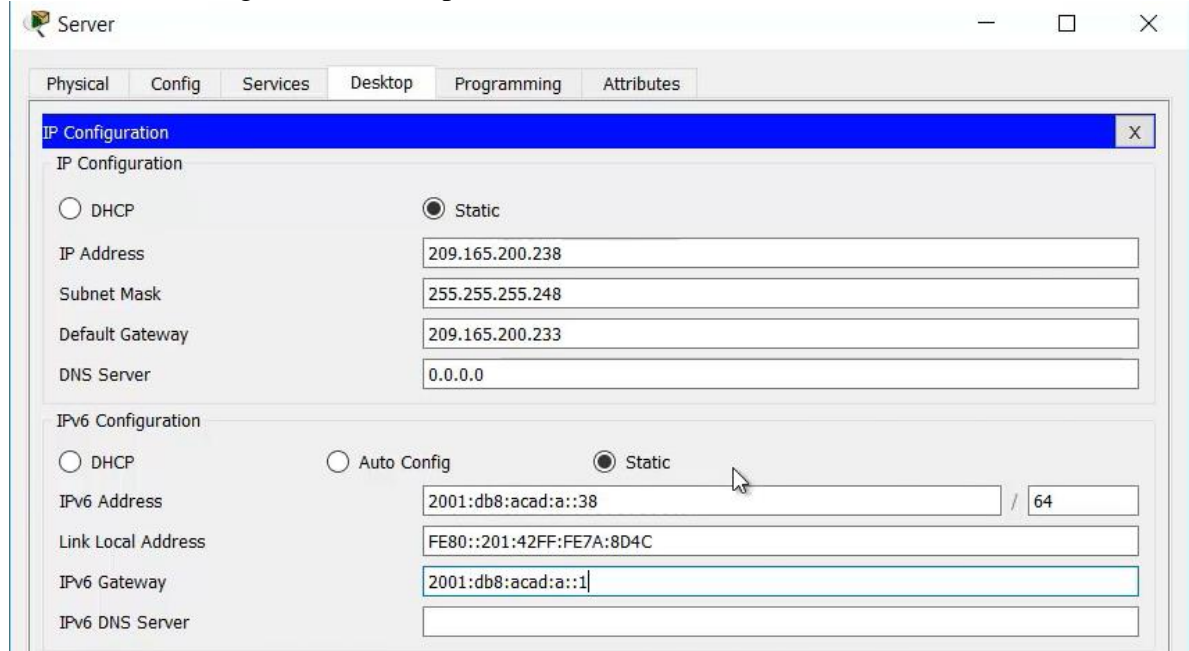 Server
Physical Config Services Desktop Programming Attributes
IP Configuration X
IP Configuration
DHCP Static
IP Address 209.165.200.238
Subnet Mask 255.255.255.248
Default Gateway 209.165.200.233
DNS Server 0.0.0.0
IPv6 Configuration
DHCP Auto Config Static
IPv6 Address 2001:db8:acad:a::38 / 64
Link Local Address FE80::201:42FF:FE7A:8D4C
IPv6 Gateway 2001:db8:acad:a::1
IPv6 DNS Server